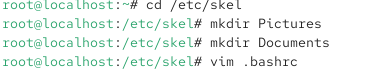 root@localhost:~# cd /etc/skel
root@localhost:/etc/skel# mkdir Pictures
root@localhost:/etc/skel# mkdir Documents
root@localhost:/etc/skel# vim .bashrc